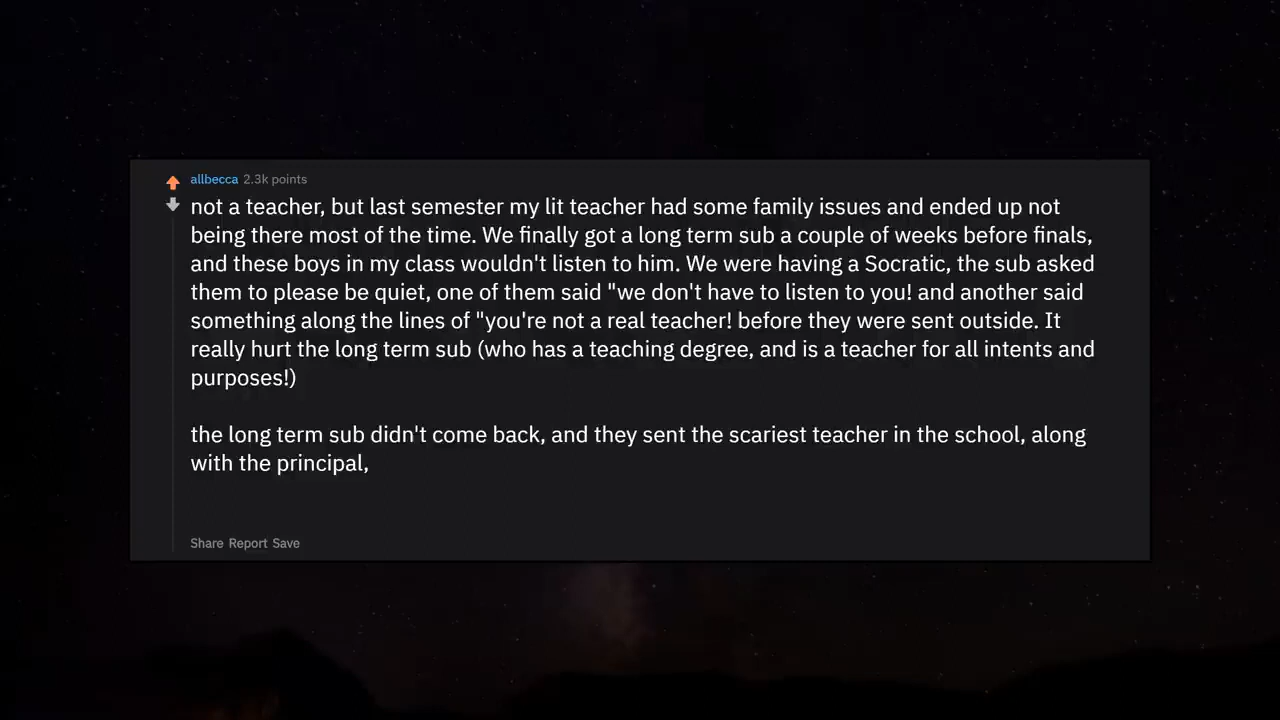 allbecca 2.3k points
not a teacher, but last semester my lit teacher had some family issues and ended up not
being there most of the time. We finally got a long term sub a couple of weeks before finals,
and these boys in my class wouldn't listen to him. We were having a Socratic, the sub asked
them to please be quiet, one of them said "we don't have to listen to you! and another said
something along the lines of "you're not a real teacher! before they were sent outside. It
really hurt the long term sub (who has a teaching degree, and is a teacher for all intents and
purposes!)
the long term sub didn't come back, and they sent the scariest teacher in the school, along
with the principal,
Share Report Save